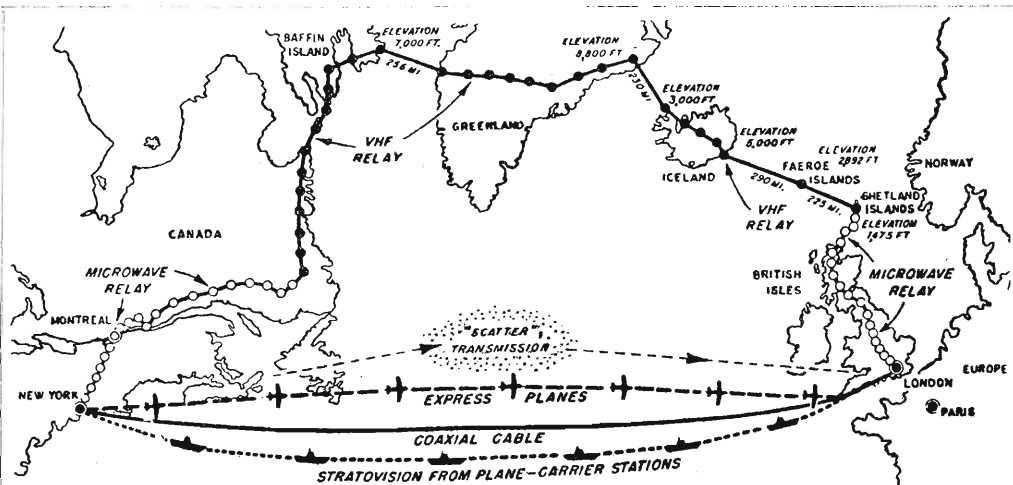 BAFFIN
ISLAND
ELEVATION
7,000 FT.
256 MI.
ELEVATION
8,800 FT
230 MI.
ELEVATION
3,000 FT
ELEVATION
5,000 FT
ELEVATION
2892 FT
FAEROE
ISLANDS
NORWAY
VHF
RELAY
GREENLAND
ICELAND
290 MI.
225 MI.
SHETLAND
ISLANDS
ELEVATION
1,475 FT
VHF
RELAY
CANADA
MICROWAVE
RELAY
BRITISH
ISLES
MICROWAVE
RELAY
MONTREAL
"SCATTER"
TRANSMISSION
NEW YORK
EXPRESS PLANES
LONDON
EUROPE
PARIS
COAXIAL CABLE
STRATOVISION FROM PLANE-CARRIER STATIONS